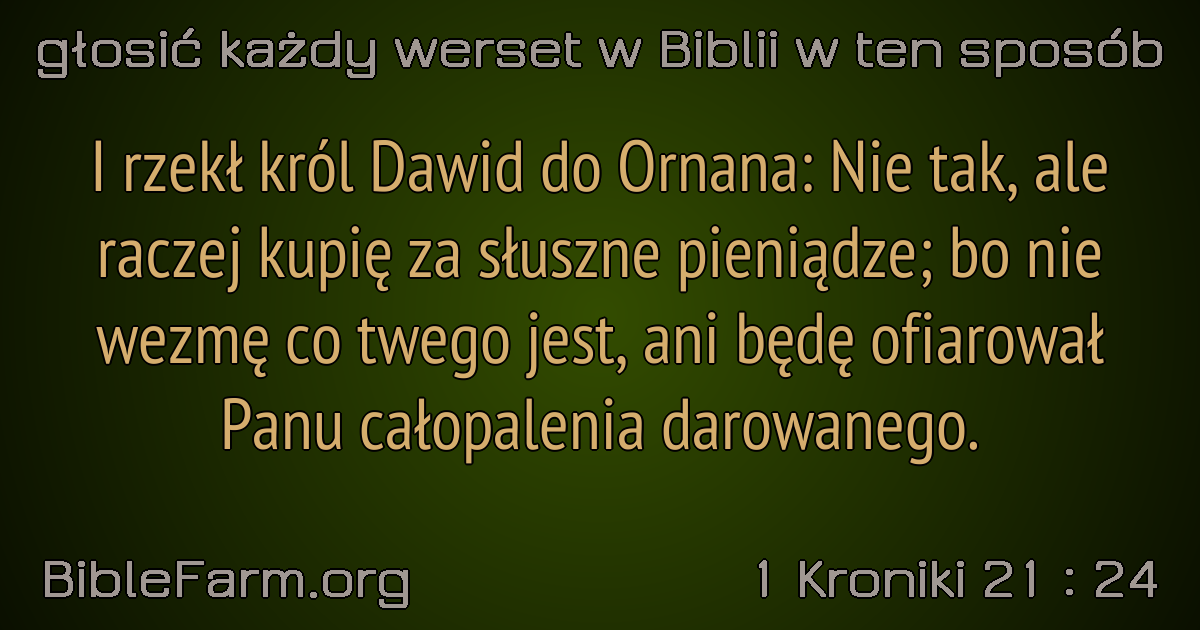 głosić każdy werset w Biblii w ten sposób
I rzekł król Dawid do Ornana: Nie tak, ale
raczej kupię za słuszne pieniądze; bo nie
wezmę co twego jest, ani będę ofiarował
Panu całopalenia darowanego.
BibleFarm.org
1 Kroniki 21 : 24